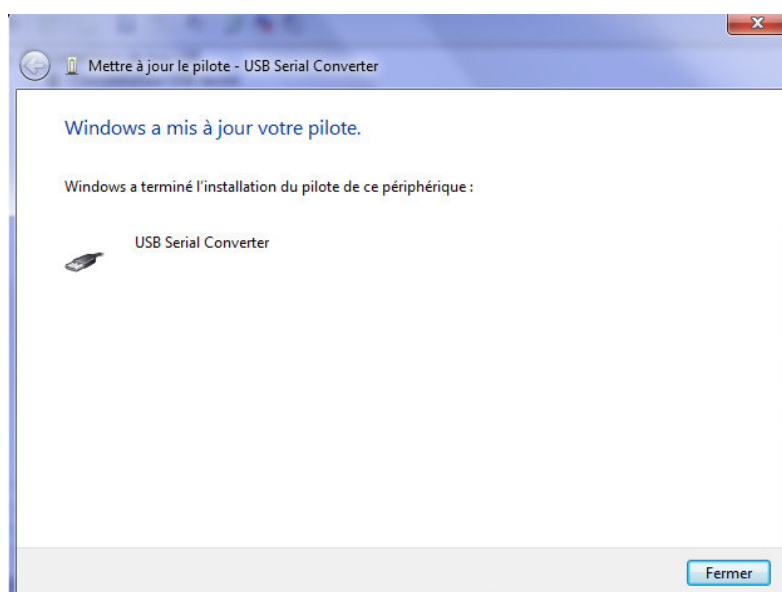 Mettre à jour le pilote - USB Serial Converter
Windows a mis à jour votre pilote.
Windows a terminé l'installation du pilote de ce périphérique :
USB Serial Converter
Fermer